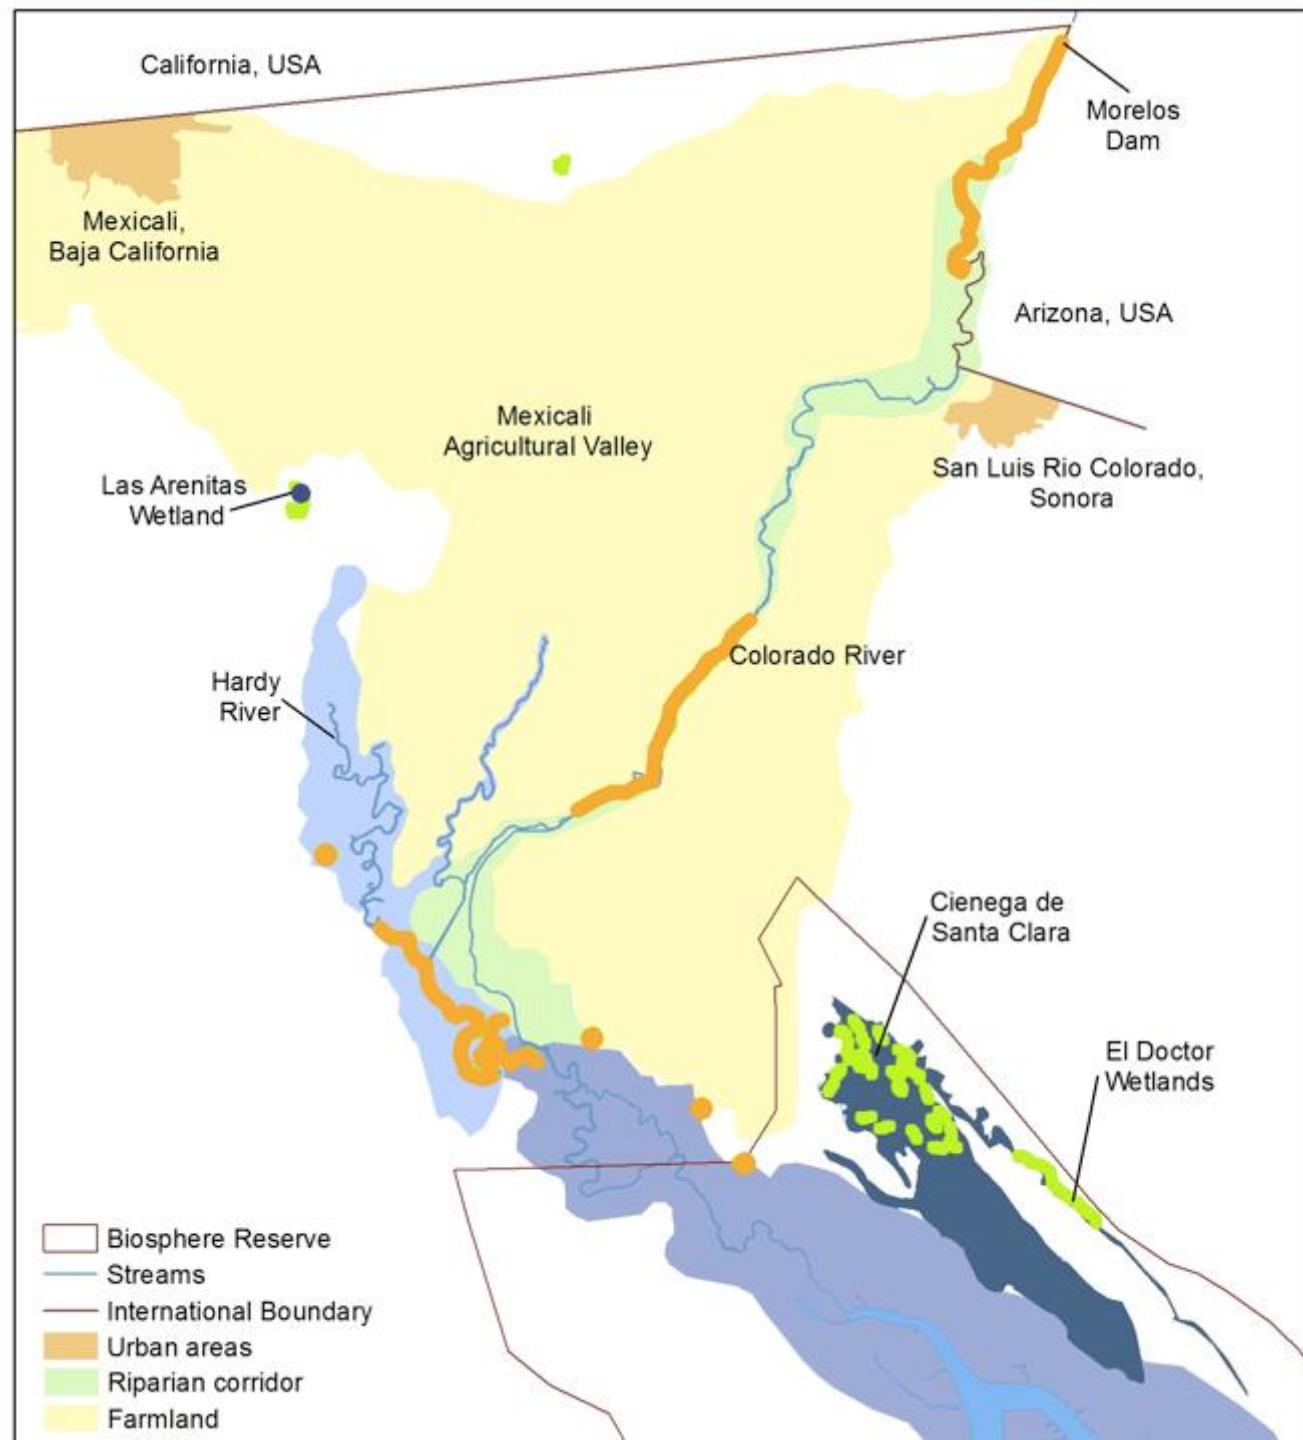 California, USA
Morelos
Dam
Mexicali,
Baja California
Arizona, USA
Mexicali
Agricultural Valley
San Luis Rio Colorado,
Sonora
Las Arenitas
Wetland
Colorado River
Hardy
River
Cienega de
Santa Clara
El Doctor
Wetlands
Biosphere Reserve
Streams
International Boundary
Urban areas
Riparian corridor
Farmland